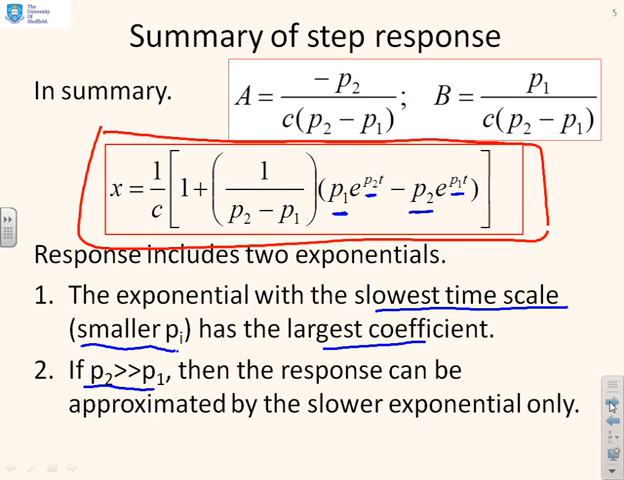 The
University
Of
Sheffield.
5
Summary of step response
In summary.
A = −p₂ / c(p₂ − p₁) ; B = p₁ / c(p₂ − p₁)
x = 1/c [ 1 + ( 1 / p₂ − p₁ ) (p₁e^{p₂t} − p₂e^{p₁t}) ]
Response includes two exponentials.
1. The exponential with the slowest time scale
(smaller pᵢ) has the largest coefficient.
2. If p₂>>p₁, then the response can be
approximated by the slower exponential only.